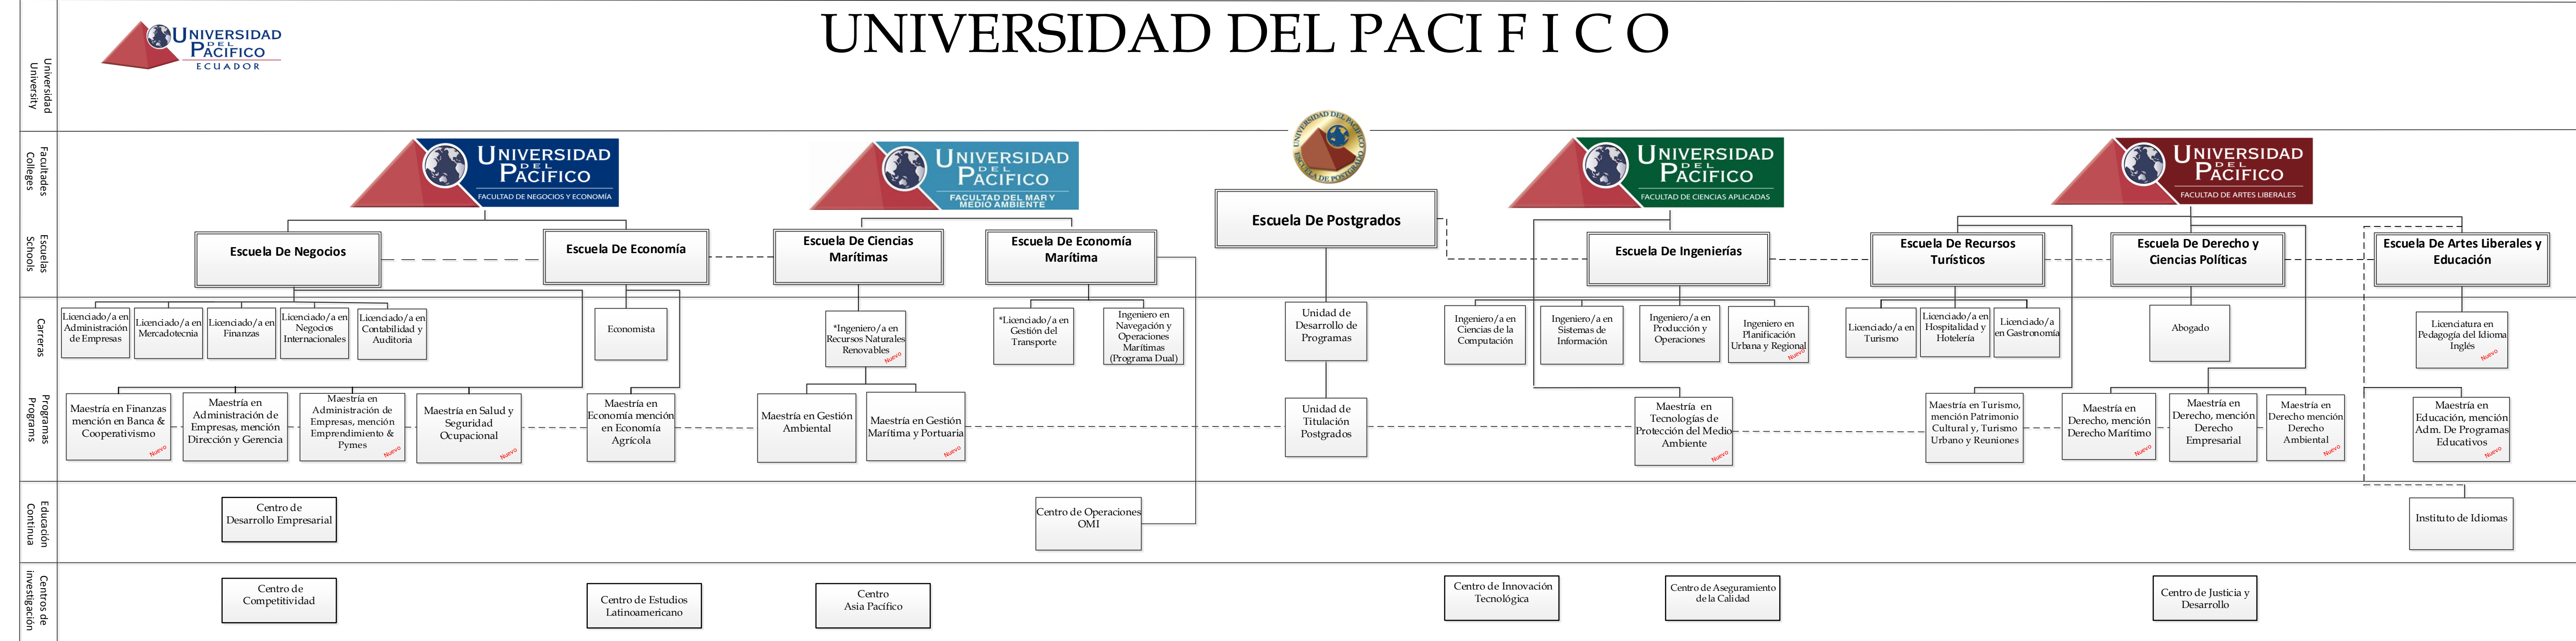 UNIVERSIDAD DEL PACIFICO
UNIVERSIDAD
DEL
PACIFICO
ECUADOR
Universidad
University
Facultades
Colleges
UNIVERSIDAD
DEL
PACIFICO
FACULTAD DE NEGOCIOS Y ECONOMÍA
UNIVERSIDAD
DEL
PACIFICO
FACULTAD DEL MAR Y
MEDIO AMBIENTE
UNIVERSIDAD DEL PACIFICO
ESCUELA DE POSTGRADO
UNIVERSIDAD
DEL
PACIFICO
FACULTAD DE CIENCIAS APLICADAS
UNIVERSIDAD
DEL
PACIFICO
FACULTAD DE ARTES LIBERALES
Escuelas
Schools
Escuela De Negocios
Escuela De Economía
Escuela De Ciencias
Marítimas
Escuela De Economía
Marítima
Escuela De Postgrados
Escuela De Ingenierías
Escuela De Recursos
Turísticos
Escuela De Derecho y
Ciencias Políticas
Escuela De Artes Liberales y
Educación
Carreras
Licenciado/a en
Administración
de Empresas
Licenciado/a en
Mercadotecnia
Licenciado/a en
Finanzas
Licenciado/a en
Negocios
Internacionales
Licenciado/a en
Contabilidad y
Auditoria
Economista
*Ingeniero/a en
Recursos Naturales
Renovables
Nuevo
*Licenciado/a en
Gestión del
Transporte
Ingeniero en
Navegación y
Operaciones
Marítimas
(Programa Dual)
Unidad de
Desarrollo de
Programas
Ingeniero/a en
Ciencias de la
Computación
Ingeniero/a en
Sistemas de
Información
Ingeniero/a en
Producción y
Operaciones
Ingeniero en
Planificación
Urbana y Regional
Nuevo
Licenciado/a en
Turismo
Licenciado/a en
Hospitalidad y
Hotelería
Licenciado/a
en Gastronomía
Abogado
Licenciatura en
Pedagogía del Idioma
Inglés
Nuevo
Programas
Programs
Maestría en Finanzas
mención en Banca &
Cooperativismo
Nuevo
Maestría en
Administración de
Empresas, mención
Dirección y Gerencia
Maestría en
Administración de
Empresas, mención
Emprendimiento &
Pymes
Nuevo
Maestría en Salud y
Seguridad
Ocupacional
Nuevo
Maestría en
Economía mención
en Economía
Agrícola
Maestría en Gestión
Ambiental
Maestría en Gestión
Marítima y Portuaria
Nuevo
Unidad de
Titulación
Postgrados
Maestría en
Tecnologías de
Protección del Medio
Ambiente
Nuevo
Maestría en Turismo,
mención Patrimonio
Cultural y, Turismo
Urbano y Reuniones
Maestría en
Derecho, mención
Derecho Marítimo
Nuevo
Maestría en
Derecho, mención
Derecho
Empresarial
Maestría en
Derecho mención
Derecho
Ambiental
Nuevo
Maestría en
Educación, mención
Adm. De Programas
Educativos
Nuevo
Educación
Continua
Centro de
Desarrollo Empresarial
Centro de Operaciones
OMI
Instituto de Idiomas
Centros de
investigación
Centro de
Competitividad
Centro de Estudios
Latinoamericano
Centro
Asia Pacífico
Centro de Innovación
Tecnológica
Centro de Aseguramiento
de la Calidad
Centro de Justicia y
Desarrollo